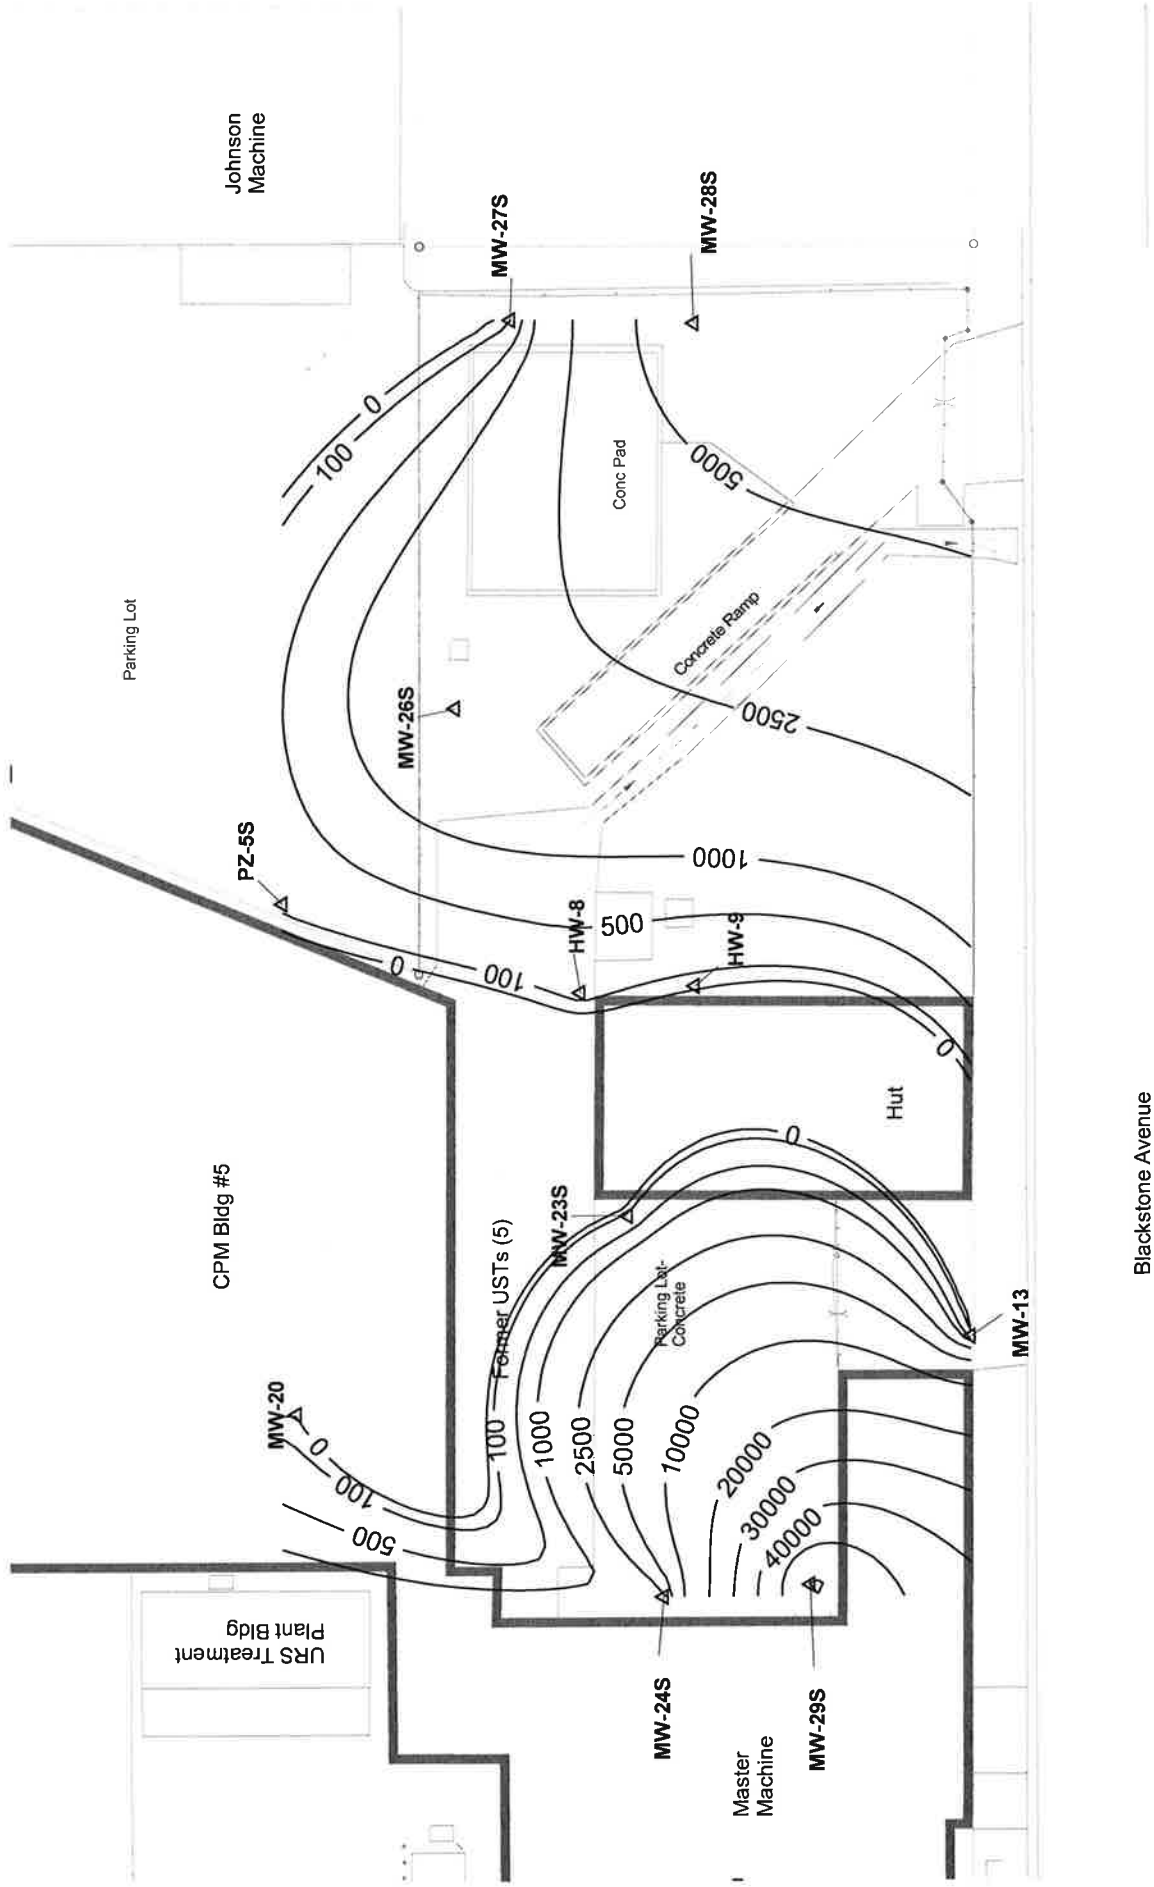 Johnson
Machine
MW-27S
MW-28S
0
100
Parking Lot
5000
Conc Pad
Concrete Ramp
MW-26S
2500
PZ-5S
1000
500
HW-8
HW-9
0
100
0
Hut
CPM Bldg #5
0
MW-23S
Former USTs (5)
Parking Lot-
Concrete
MW-13
Blackstone Avenue
MW-20
0
100
500
100
1000
2500
5000
10000
20000
30000
40000
URS Treatment
Plant Bldg
MW-24S
MW-29S
Master
Machine